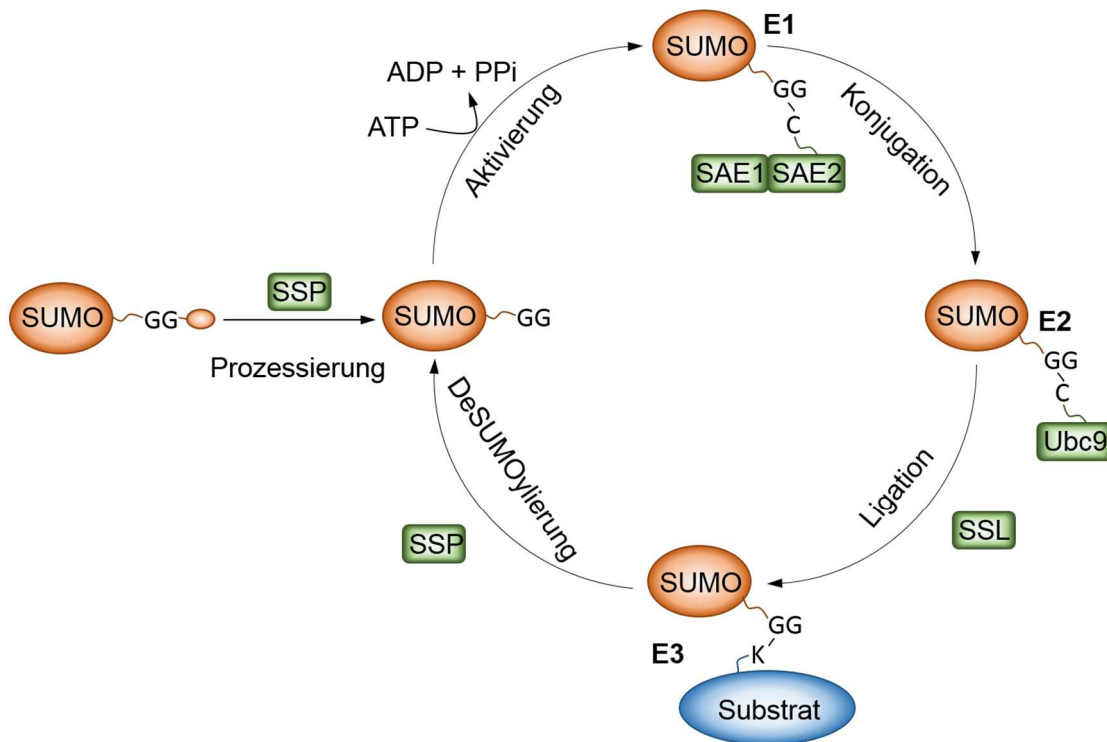 SUMO
E1
ADP + PPi
ATP
Aktivierung
GG
C
SAE1
SAE2
Konjugation
SUMO
GG
SSP
Prozessierung
SUMO
GG
SUMO
E2
GG
C
Ubc9
DeSUMOylierung
SSP
Ligation
SSL
SUMO
GG
E3
K
Substrat